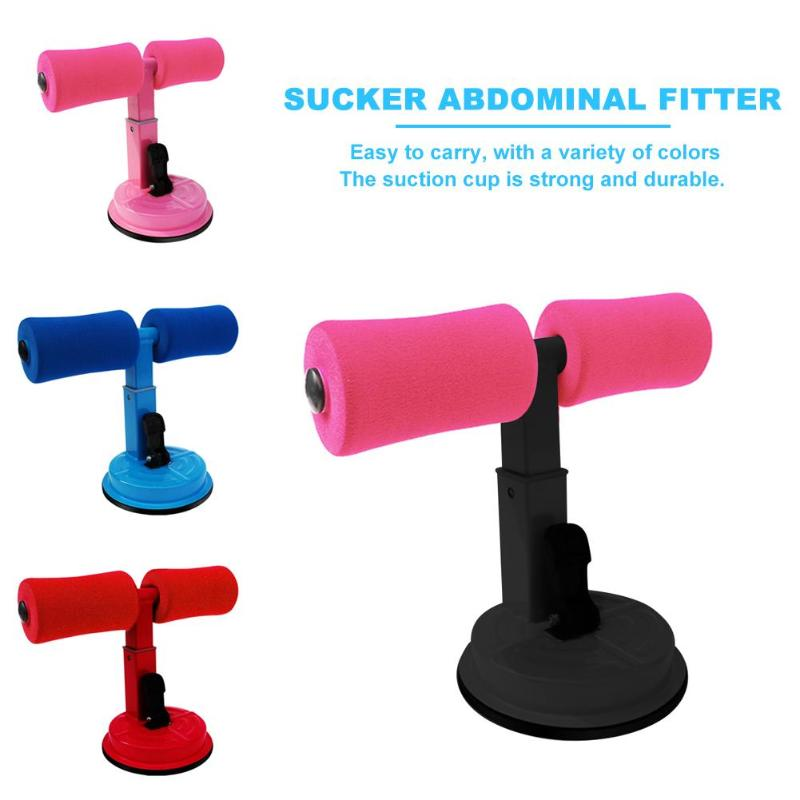 SUCKER ABDOMINAL FITTER
Easy to carry, with a variety of colors
The suction cup is strong and durable.